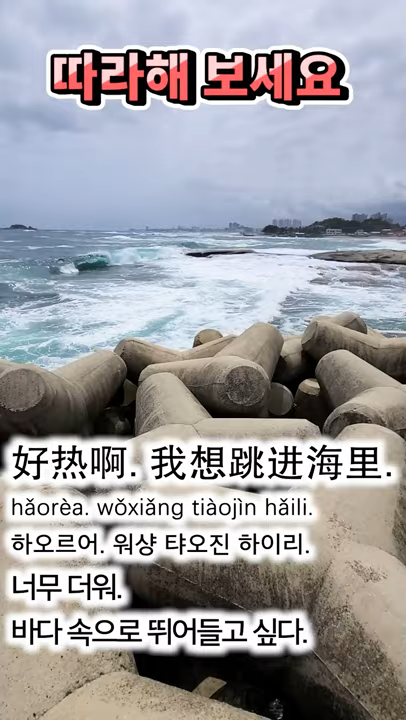 따라해 보세요
好热啊. 我想跳进海里.
hǎorèa. wǒxiǎng tiàojìn hǎili.
하오르어. 워샹 탸오진 하이리.
너무 더워.
바다 속으로 뛰어들고 싶다.